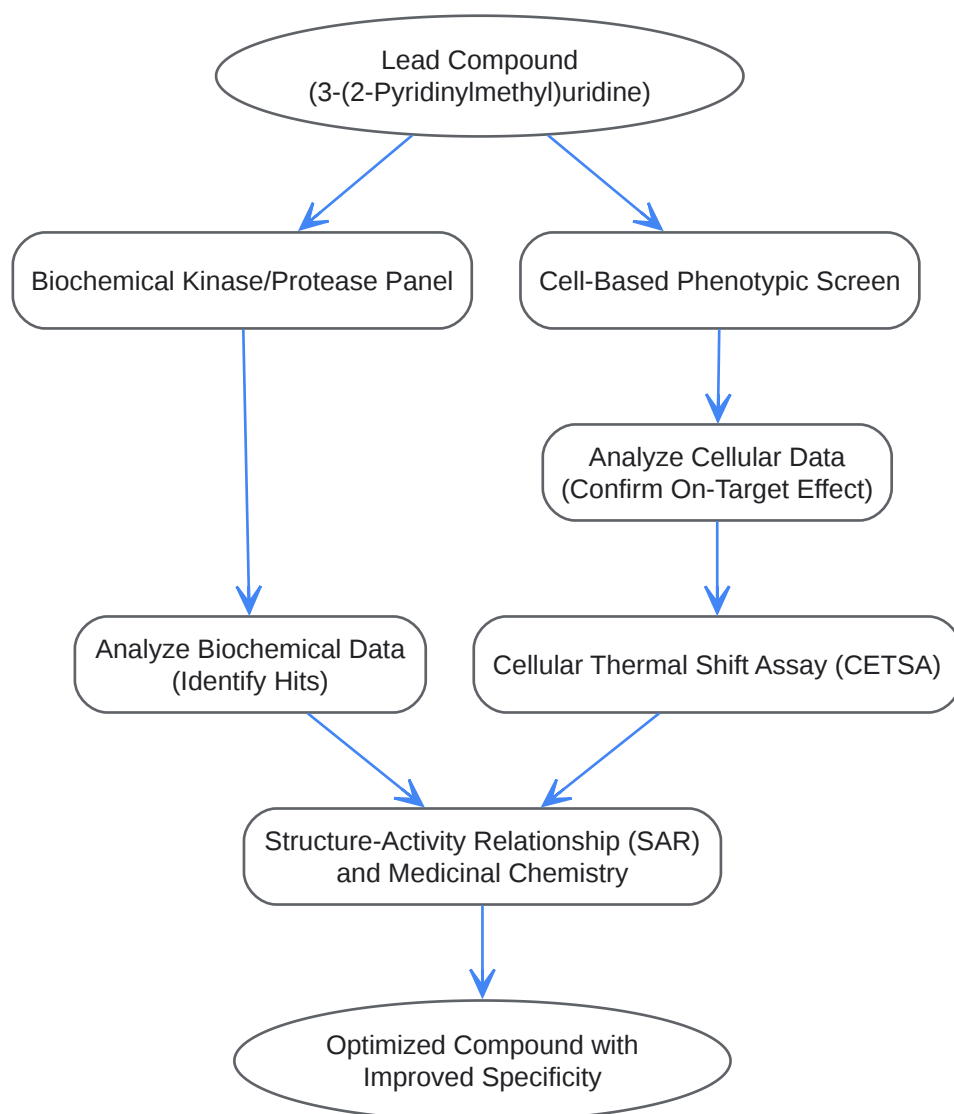 Lead Compound
(3-(2-Pyridinylmethyl)uridine)
Biochemical Kinase/Protease Panel
Cell-Based Phenotypic Screen
Analyze Cellular Data
(Confirm On-Target Effect)
Analyze Biochemical Data
(Identify Hits)
Cellular Thermal Shift Assay (CETSA)
Structure-Activity Relationship (SAR)
and Medicinal Chemistry
Optimized Compound with
Improved Specificity